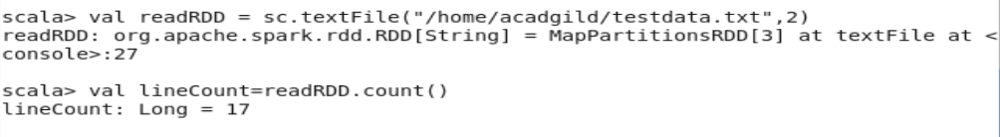 scala> val readRDD = sc.textFile("/home/acadgild/testdata.txt",2)
readRDD: org.apache.spark.rdd.RDD[String] = MapPartitionsRDD[3] at textFile at <
console>:27
scala> val lineCount=readRDD.count()
lineCount: Long = 17